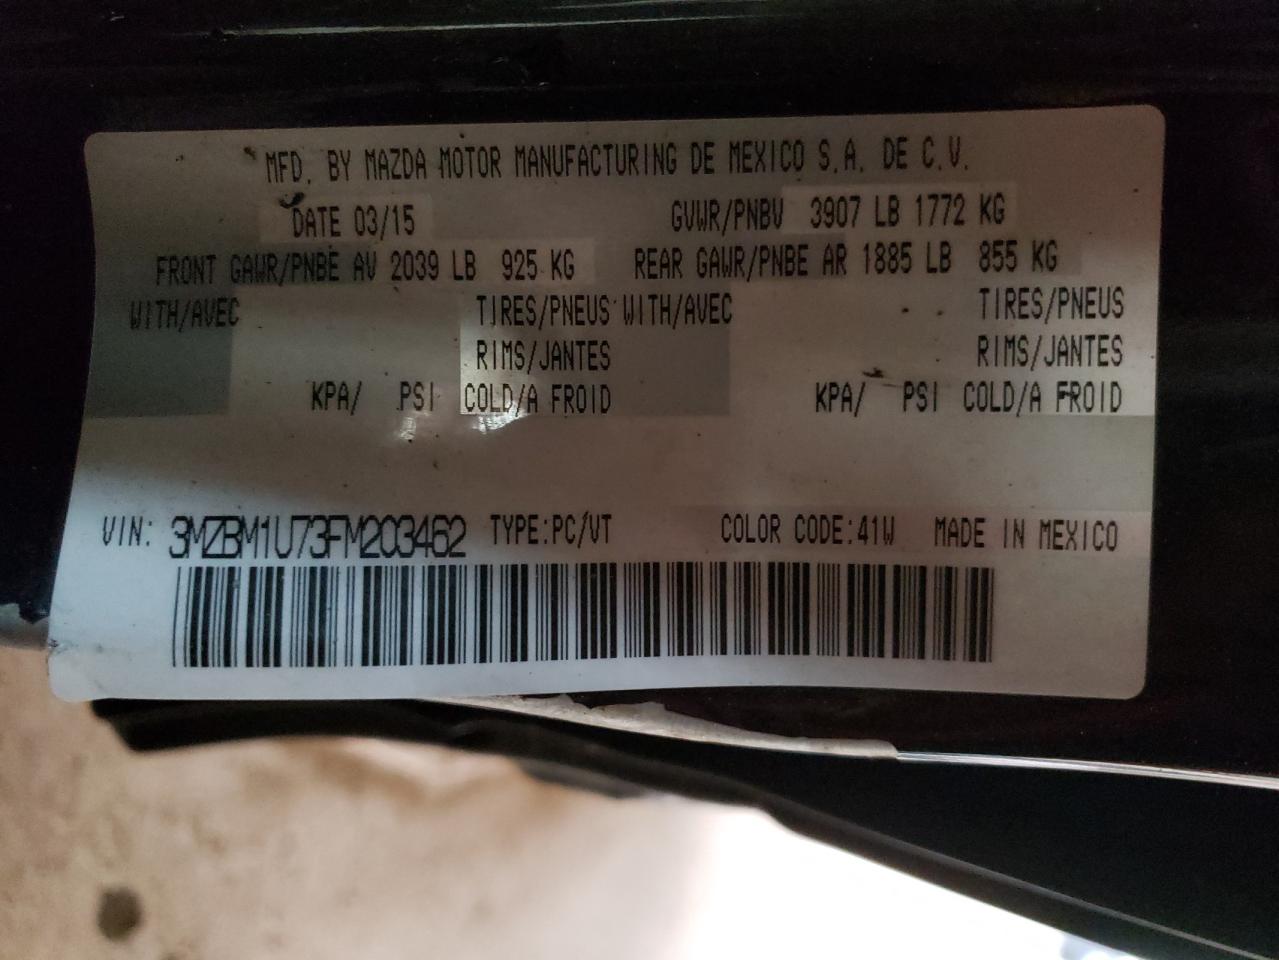 MFD. BY MAZDA MOTOR MANUFACTURING DE MEXICO S.A. DE C.V.
DATE 03/15 GVWR/PNBV 3907 LB 1772 KG
FRONT GAWR/PNBE AV 2039 LB 925 KG REAR GAWR/PNBE AR 1885 LB 855 KG
WITH/AVEC TIRES/PNEUS WITH/AVEC TIRES/PNEUS
RIMS/JANTES RIMS/JANTES
KPA/ PSI COLD/A FROID KPA/ PSI COLD/A FROID
VIN: 3MZBM1U73FM203462 TYPE:PC/VT COLOR CODE:41W MADE IN MEXICO